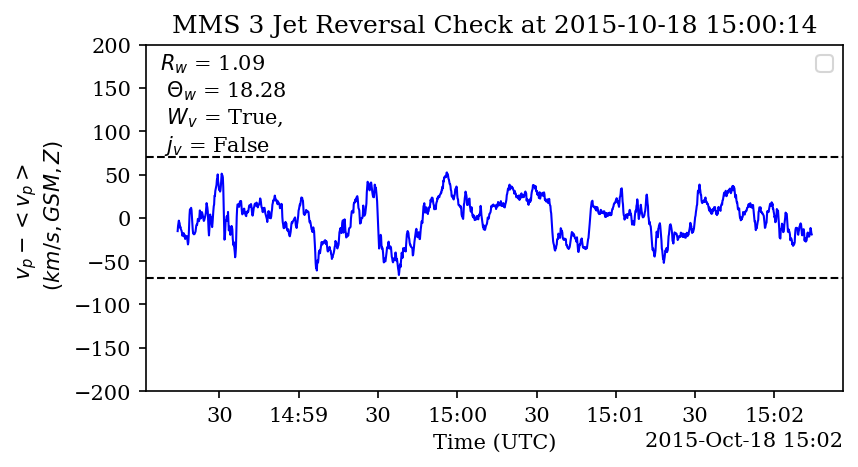 MMS 3 Jet Reversal Check at 2015-10-18 15:00:14
R_w = 1.09
Θ_w = 18.28
W_v = True,
j_v = False
v_p − < v_p >
(km/s, GSM, Z)
200
150
100
50
0
−50
−100
−150
−200
30 14:59 30 15:00 30 15:01 30 15:02
Time (UTC)
2015-Oct-18 15:02